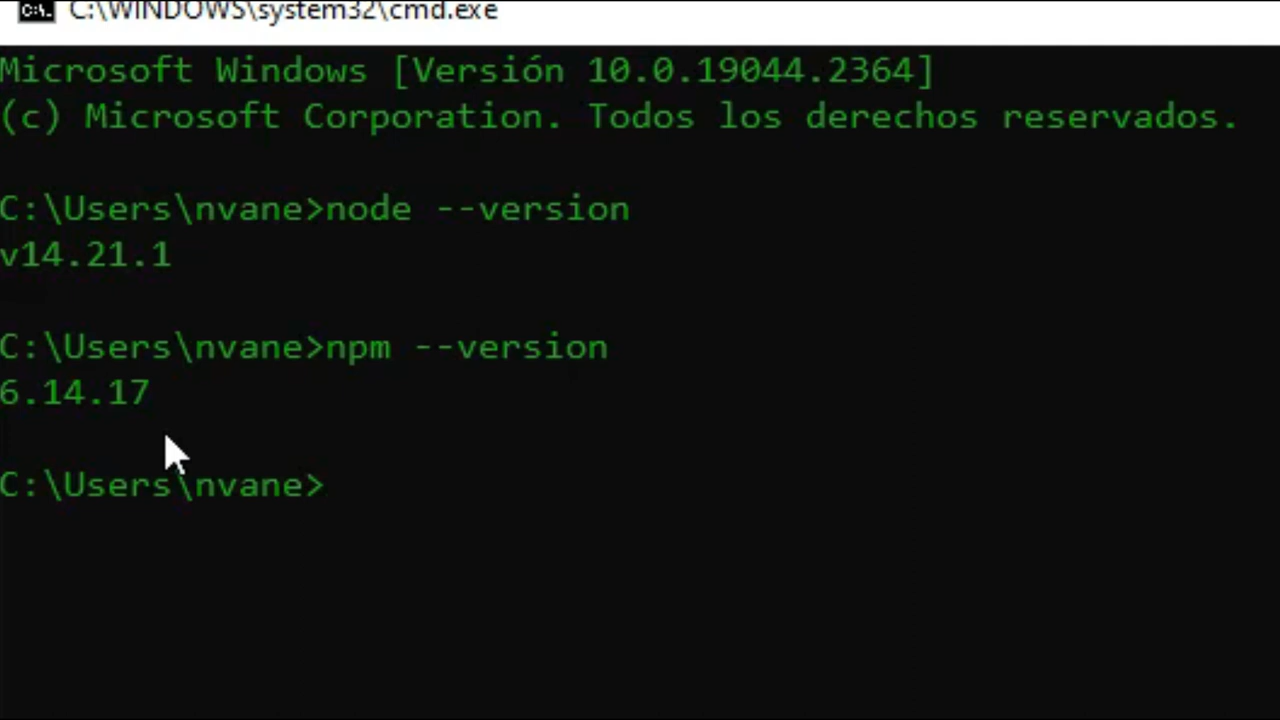 C:\WINDOWS\system32\cmd.exe
Microsoft Windows [Versión 10.0.19044.2364]
(c) Microsoft Corporation. Todos los derechos reservados.
C:\Users\nvane>node --version
v14.21.1
C:\Users\nvane>npm --version
6.14.17
C:\Users\nvane>